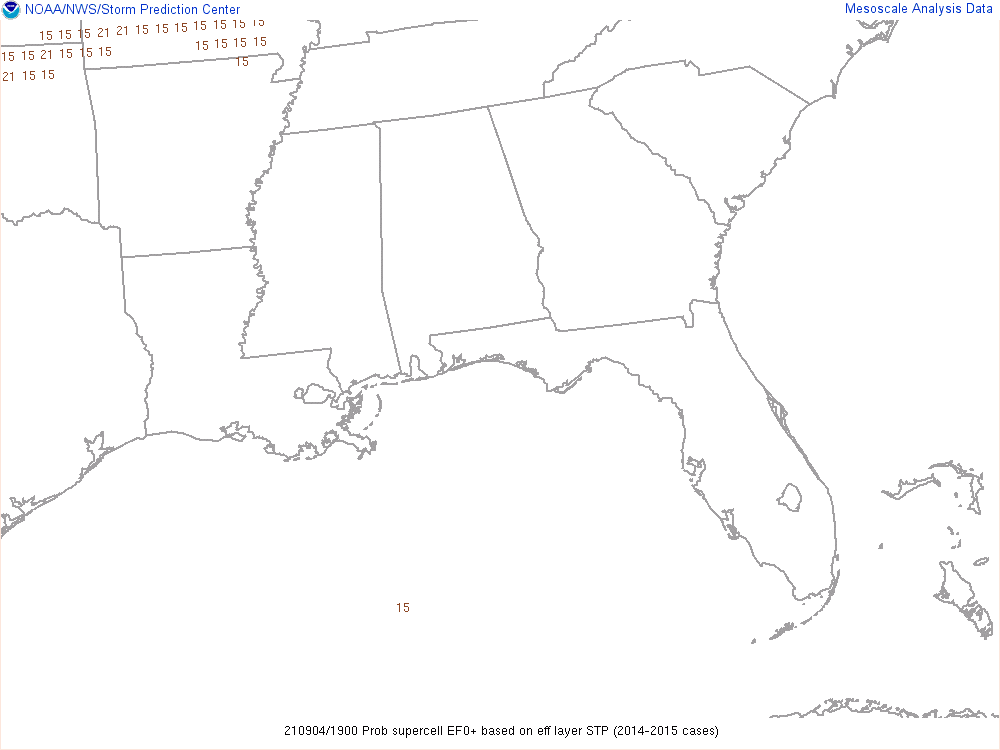 NOAA/NWS/Storm Prediction Center
Mesoscale Analysis Data
15 15 15 21 21 15 15 15 15 15 15 15
15 15 15 15
15 15 21 15 15 15
15
21 15 15
15
210904/1900 Prob supercell EF0+ based on eff layer STP (2014-2015 cases)